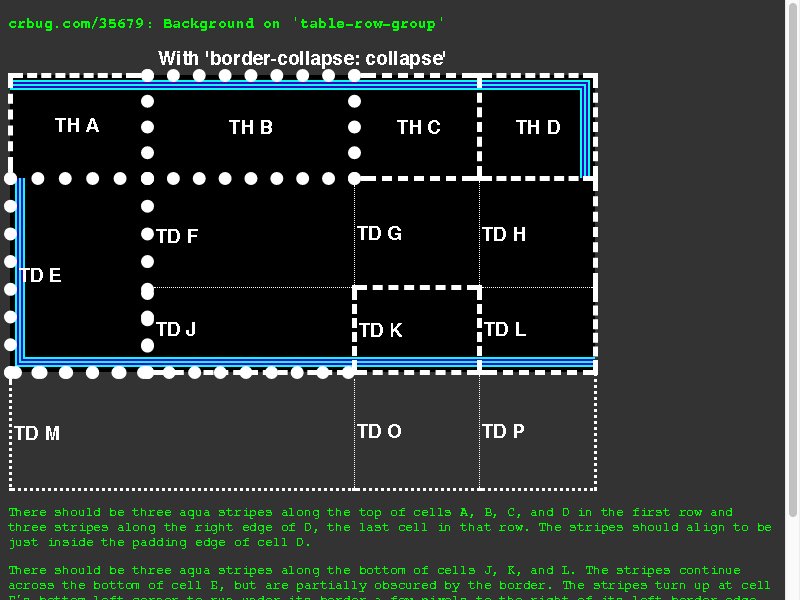 crbug.com/35679: Background on 'table-row-group'
With 'border-collapse: collapse'
TH A TH B TH C TH D
TD F TD G TD H
TD E
TD J TD K TD L
TD M TD O TD P
There should be three aqua stripes along the top of cells A, B, C, and D in the first row and
three stripes along the right edge of D, the last cell in that row. The stripes should align to be
just inside the padding edge of cell D.
There should be three aqua stripes along the bottom of cells J, K, and L. The stripes continue
across the bottom of cell E, but are partially obscured by the border. The stripes turn up at cell
E's bottom left corner to run under its border a few pixels to the right of its left border edge